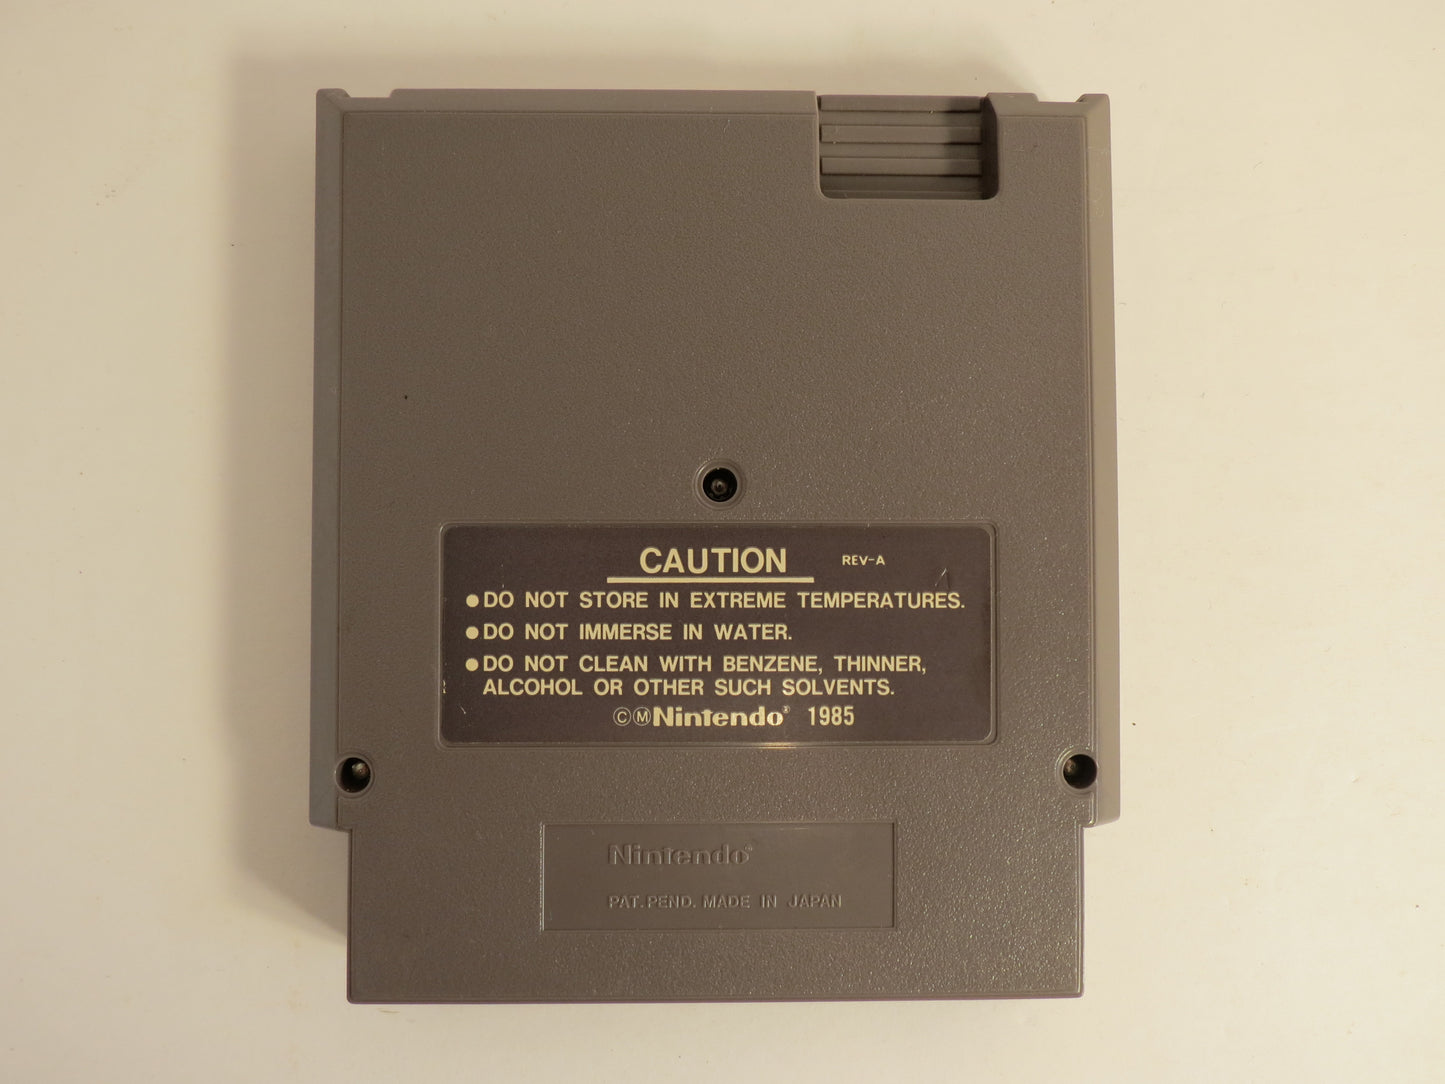 CAUTION REV-A
●DO NOT STORE IN EXTREME TEMPERATURES.
●DO NOT IMMERSE IN WATER.
●DO NOT CLEAN WITH BENZENE, THINNER,
ALCOHOL OR OTHER SUCH SOLVENTS.
©ⓂNintendo® 1985
Nintendo®
PAT.PEND. MADE IN JAPAN